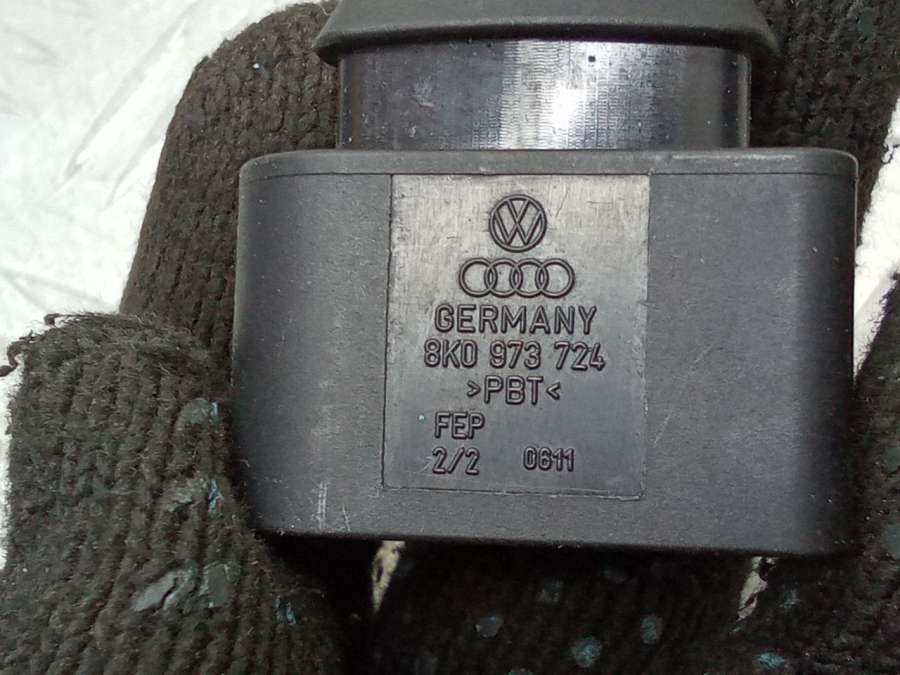 GERMANY
8K0 973 724
>PBT<
FEP
2/2 0611